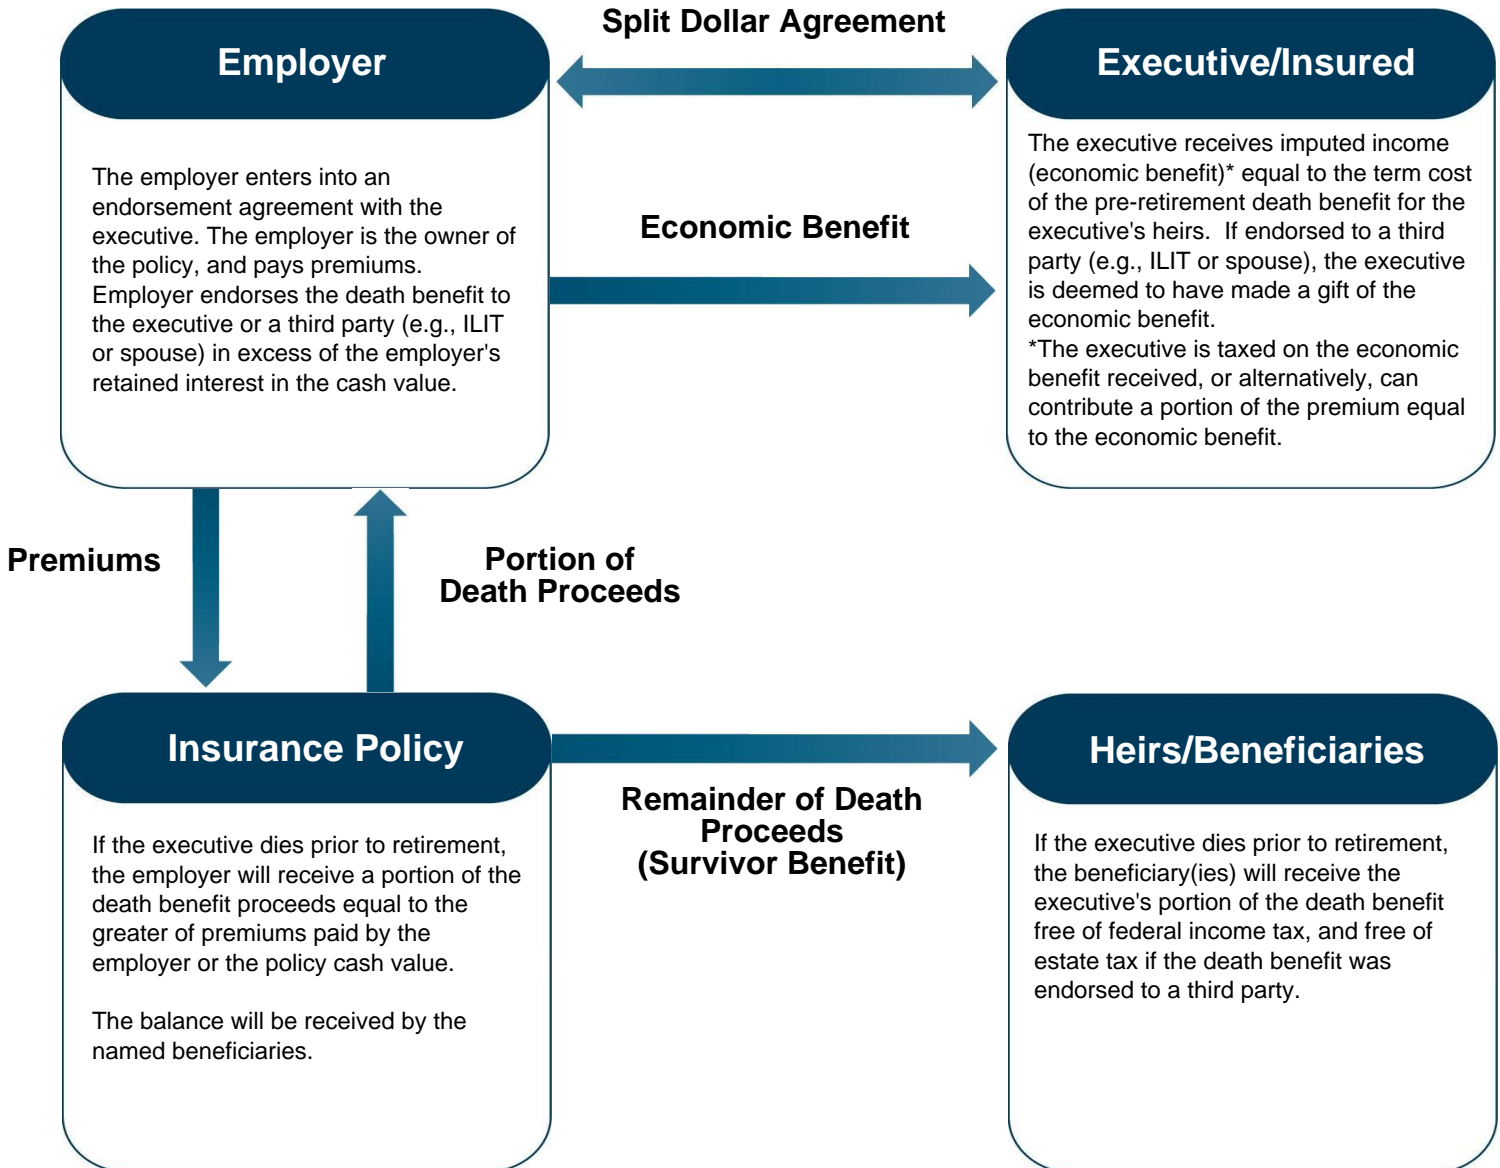 Split Dollar Agreement
Employer
Executive/Insured
The employer enters into an
endorsement agreement with the
executive. The employer is the owner of
the policy, and pays premiums.
Employer endorses the death benefit to
the executive or a third party (e.g., ILIT
or spouse) in excess of the employer's
retained interest in the cash value.
Economic Benefit
The executive receives imputed income
(economic benefit)* equal to the term cost
of the pre-retirement death benefit for the
executive's heirs.  If endorsed to a third
party (e.g., ILIT or spouse), the executive
is deemed to have made a gift of the
economic benefit.
*The executive is taxed on the economic
benefit received, or alternatively, can
contribute a portion of the premium equal
to the economic benefit.
Premiums
Portion of
Death Proceeds
Insurance Policy
Remainder of Death
Proceeds
(Survivor Benefit)
Heirs/Beneficiaries
If the executive dies prior to retirement,
the employer will receive a portion of the
death benefit proceeds equal to the
greater of premiums paid by the
employer or the policy cash value.
The balance will be received by the
named beneficiaries.
If the executive dies prior to retirement,
the beneficiary(ies) will receive the
executive's portion of the death benefit
free of federal income tax, and free of
estate tax if the death benefit was
endorsed to a third party.